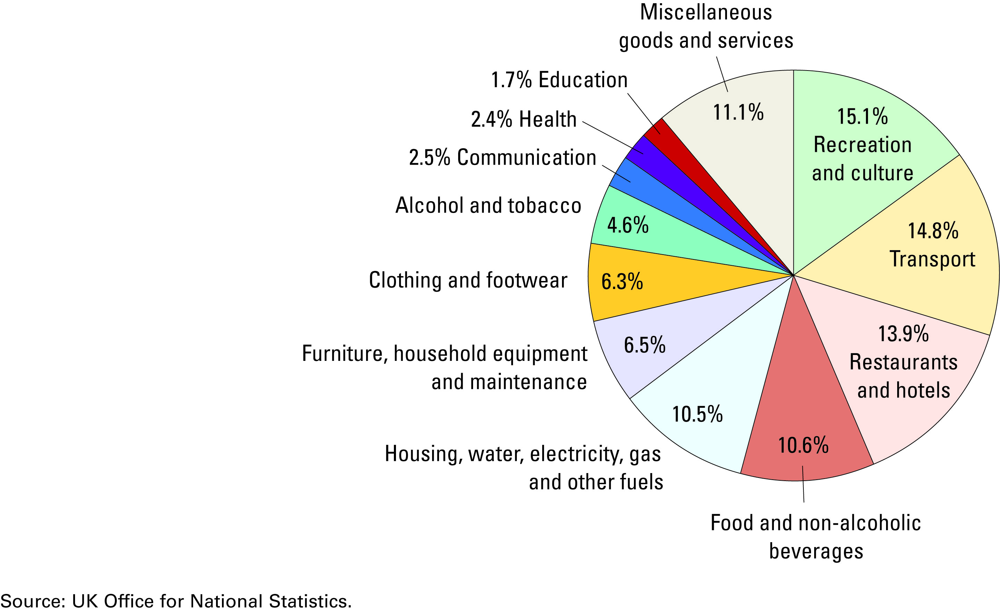 Miscellaneous
goods and services
11.1%
1.7% Education
2.4% Health
2.5% Communication
Alcohol and tobacco
4.6%
Clothing and footwear
6.3%
Furniture, household equipment
and maintenance
6.5%
Housing, water, electricity, gas
and other fuels
10.5%
15.1%
Recreation
and culture
14.8%
Transport
13.9%
Restaurants
and hotels
10.6%
Food and non-alcoholic
beverages
Source: UK Office for National Statistics.